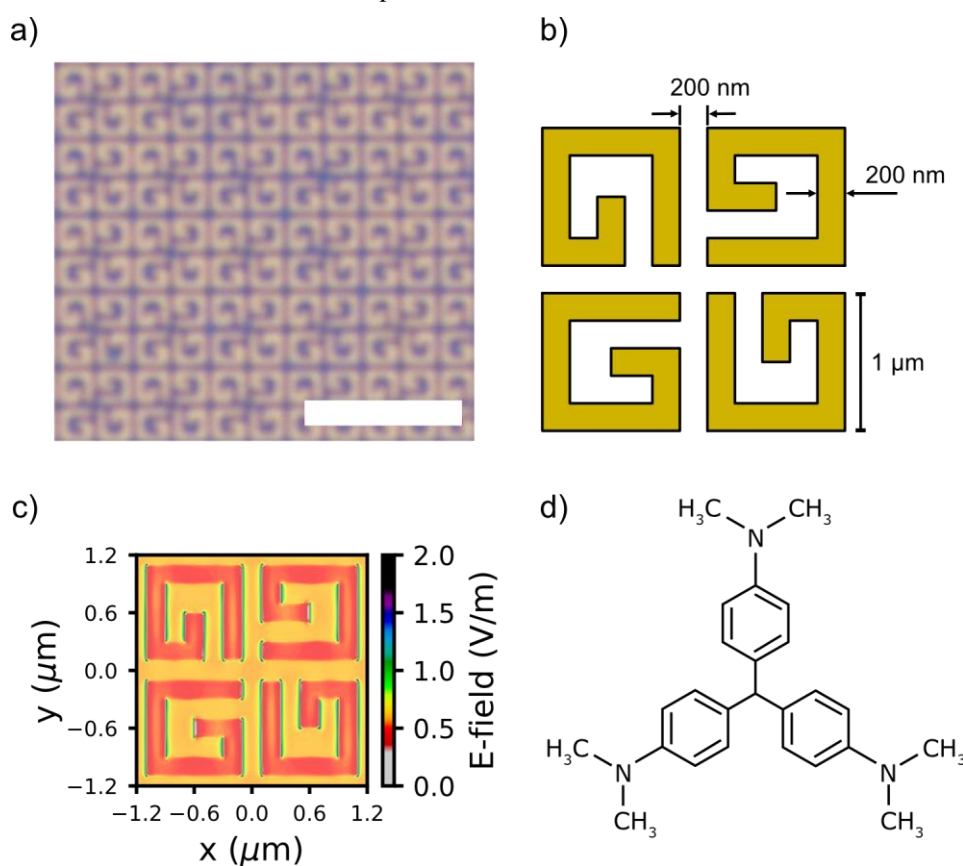 a)
b)
200 nm
200 nm
1 µm
c)
1.2
0.6
0.0
−0.6
−1.2
y (µm)
−1.2
−0.6
0.0
0.6
1.2
x (µm)
2.0
1.5
1.0
0.5
0.0
E-field (V/m)
d)
H₃C
CH₃
N
H₃C
N
CH₃
N
CH₃
CH₃